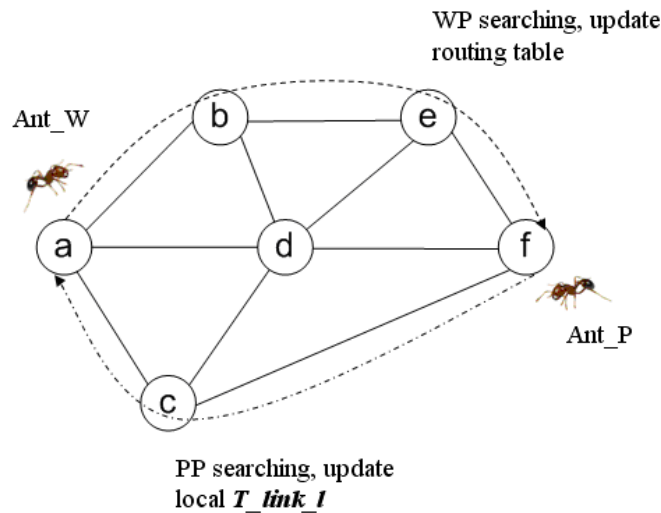 WP searching, update
routing table
Ant_W
b
e
a
d
f
Ant_P
c
PP searching, update
local T_link_l